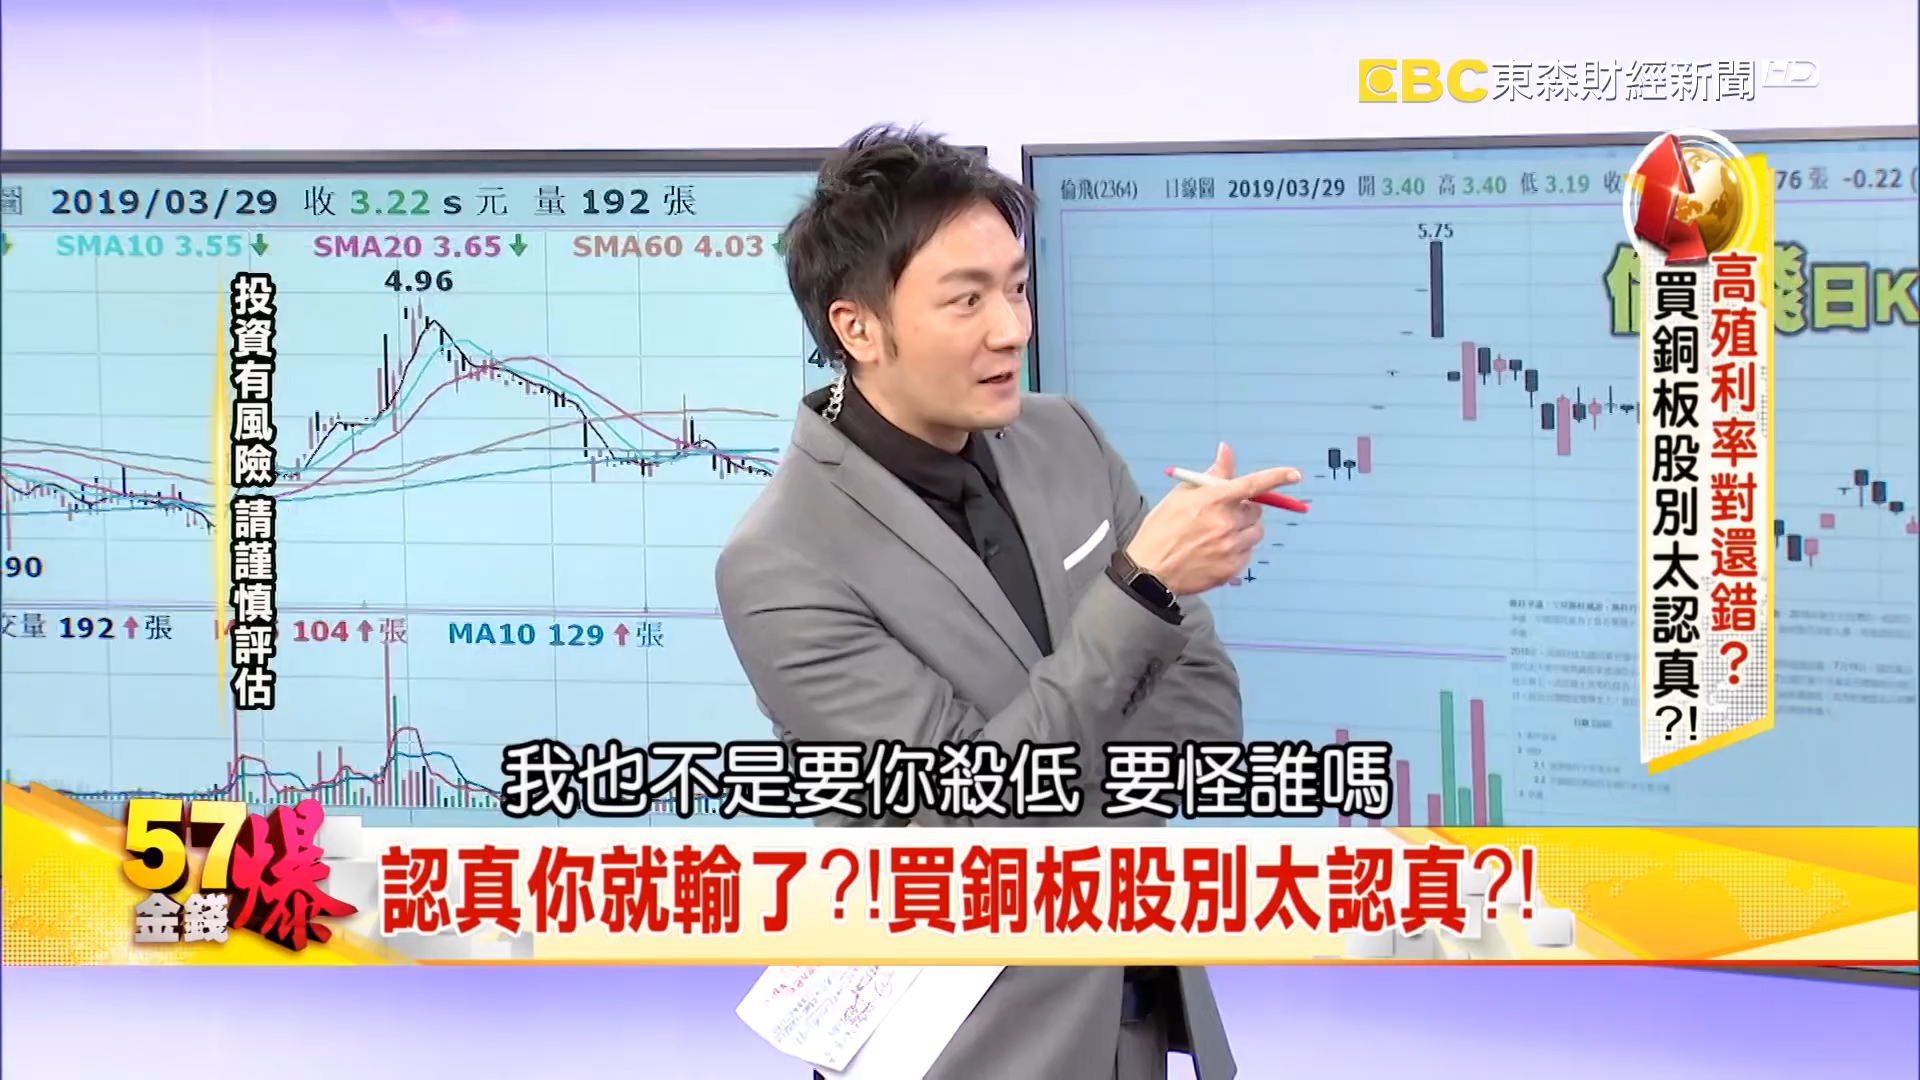 EBC東森財經新聞HD
2019/03/29 收 3.22 s 元 量 192 張
SMA10 3.55↓ SMA20 3.65↓ SMA60 4.03
4.96
90
量 192↑張 104↑張 MA10 129↑張
投資有風險 請謹慎評估
倫飛(2364) 日線圖 2019/03/29 開 3.40 高 3.40 低 3.19 收
76 張 -0.22
5.75
日K
高殖利率對還錯?
買銅板股別太認真?!
我也不是要你殺低 要怪誰嗎
57金錢爆
認真你就輸了?!買銅板股別太認真?!